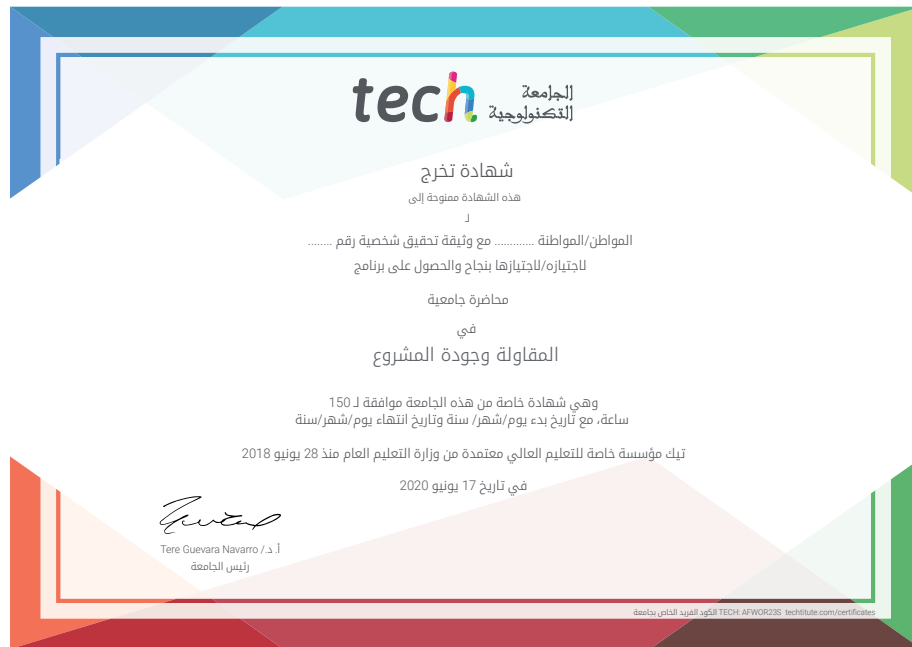 tech الجامعة
التكنولوجية
شهادة تخرج
هذه الشهادة ممنوحة إلى
لـ
المواطن/المواطنة ............ مع وثيقة تحقيق شخصية رقم ........
لاجتيازه/لاجتيازها بنجاح والحصول على برنامج
محاضرة جامعية
في
المقاولة وجودة المشروع
وهي شهادة خاصة من هذه الجامعة موافقة لـ 150
ساعة، مع تاريخ بدء يوم/شهر/ سنة وتاريخ انتهاء يوم/شهر/سنة
تيك مؤسسة خاصة للتعليم العالي معتمدة من وزارة التعليم العام منذ 28 يونيو 2018
في تاريخ 17 يونيو 2020
أ. د./ Tere Guevara Navarro
رئيس الجامعة
الكود الفريد الخاص بجامعة TECH: AFWOR23S techtitute.com/certificates